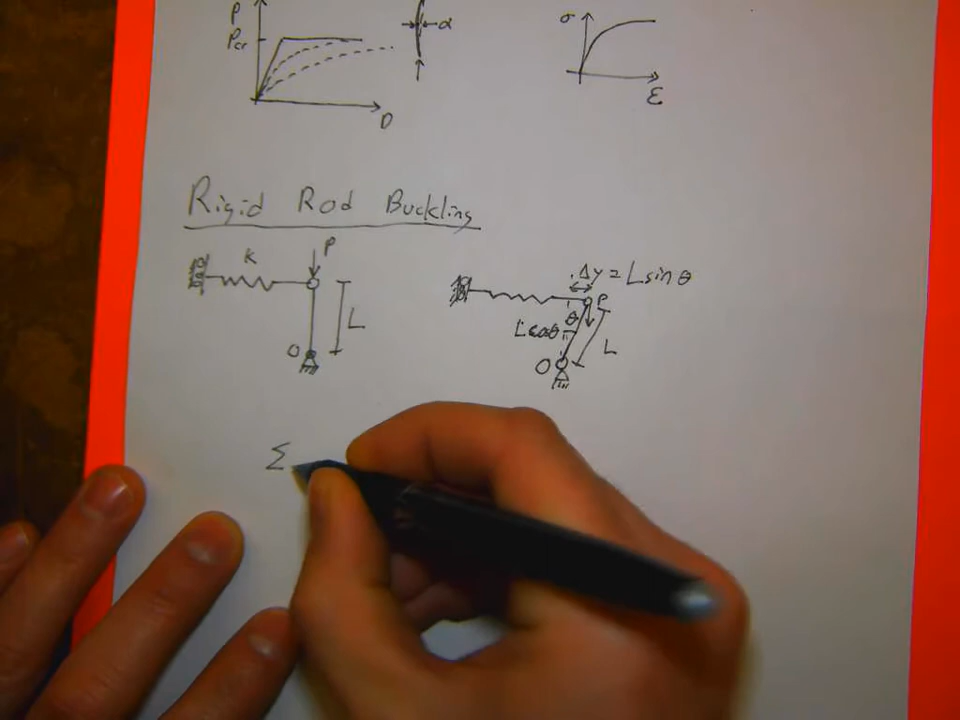 P
Pcr
D
α
σ
ε
Rigid Rod Buckling
K
P
L
O
Δy = L sin θ
P
θ
L cos θ
L
O
Σ